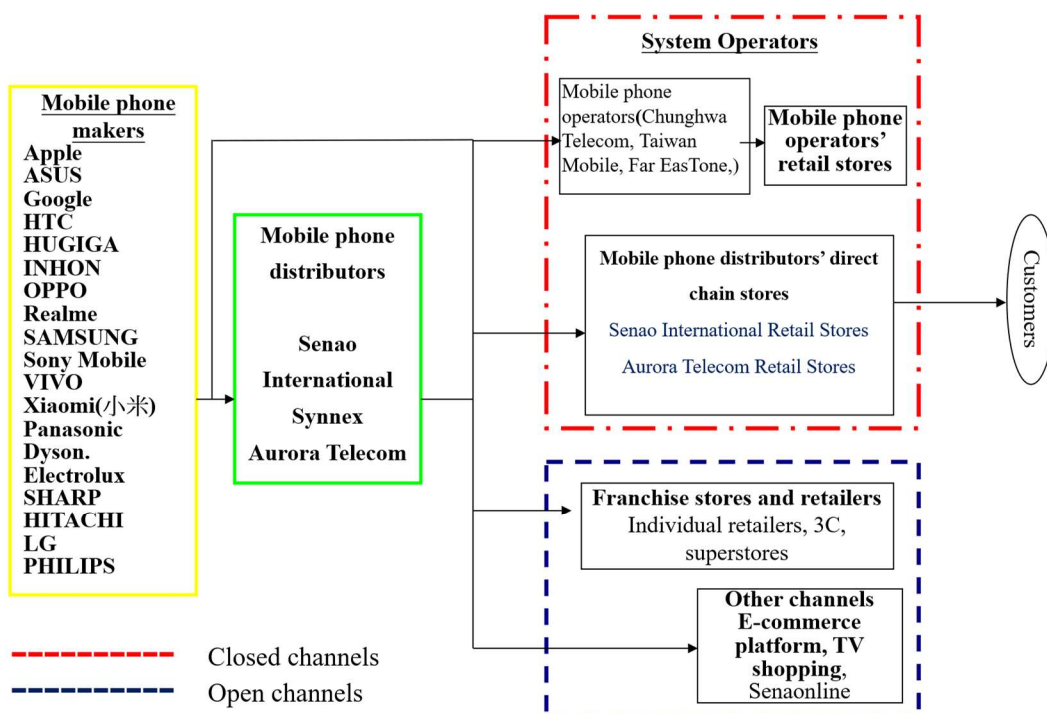 Mobile phone
makers
Apple
ASUS
Google
HTC
HUGIGA
INHON
OPPO
Realme
SAMSUNG
Sony Mobile
VIVO
Xiaomi(小米)
Panasonic
Dyson.
Electrolux
SHARP
HITACHI
LG
PHILIPS
Mobile phone
distributors
Senao
International
Synnex
Aurora Telecom
System Operators
Mobile phone
operators(Chunghwa
Telecom, Taiwan
Mobile, Far EasTone,)
Mobile phone
operators’
retail stores
Mobile phone distributors’ direct
chain stores
Senao International Retail Stores
Aurora Telecom Retail Stores
Customers
Franchise stores and retailers
Individual retailers, 3C,
superstores
Other channels
E-commerce
platform, TV
shopping,
Senaonline
Closed channels
Open channels